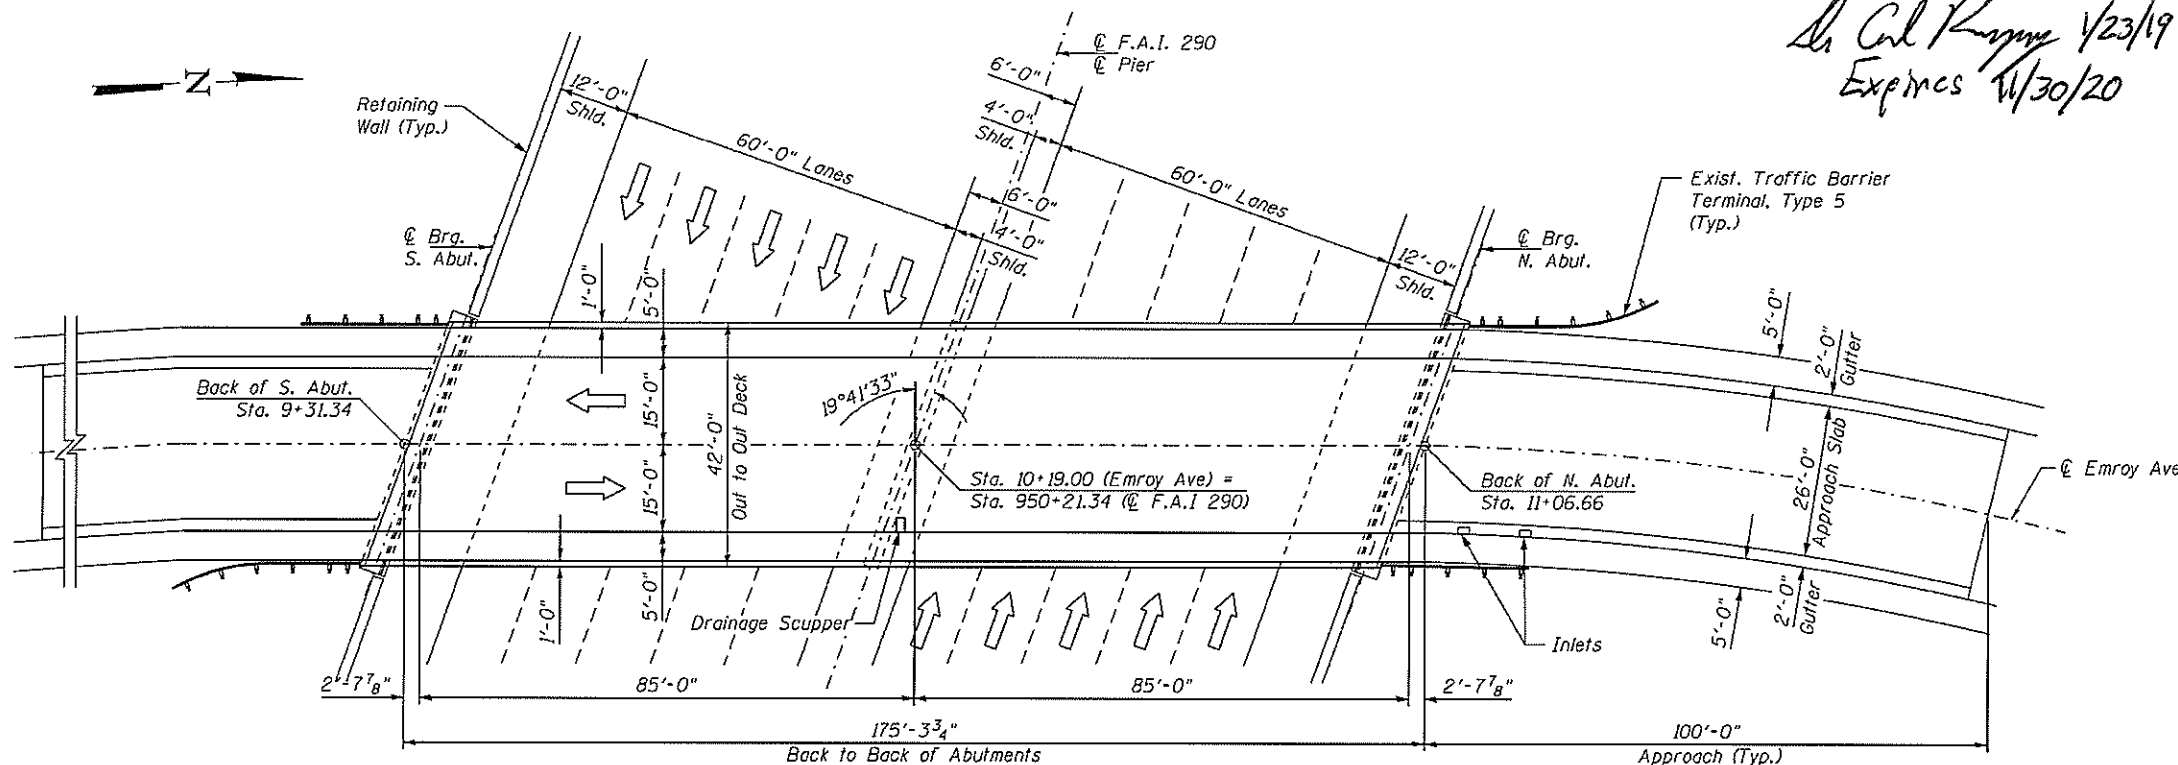 1/23/19
Expires 11/30/20
N
℄ F.A.I. 290
℄ Pier
Retaining
Wall (Typ.)
12'-0"
Shld.
60'-0" Lanes
6'-0"
4'-0"
Shld.
60'-0" Lanes
6'-0"
4'-0"
Shld.
12'-0"
Shld.
Exist. Traffic Barrier
Terminal, Type 5
(Typ.)
℄ Brg.
S. Abut.
℄ Brg.
N. Abut.
1'-0"
5'-0"
5'-0"
2'-0"
Gutter
Back of S. Abut.
Sta. 9+31.34
15'-0"
42'-0"
Out to Out Deck
19°41'33"
15'-0"
Sta. 10+19.00 (Emroy Ave) =
Sta. 950+21.34 (℄ F.A.I 290)
Back of N. Abut.
Sta. 11+06.66
26'-0"
Approach Slab
℄ Emroy Ave
1'-0"
5'-0"
Drainage Scupper
Inlets
5'-0"
2'-0"
Gutter
2'-7⅞"
85'-0"
85'-0"
2'-7⅞"
175'-3¾"
Back to Back of Abutments
100'-0"
Approach (Typ.)